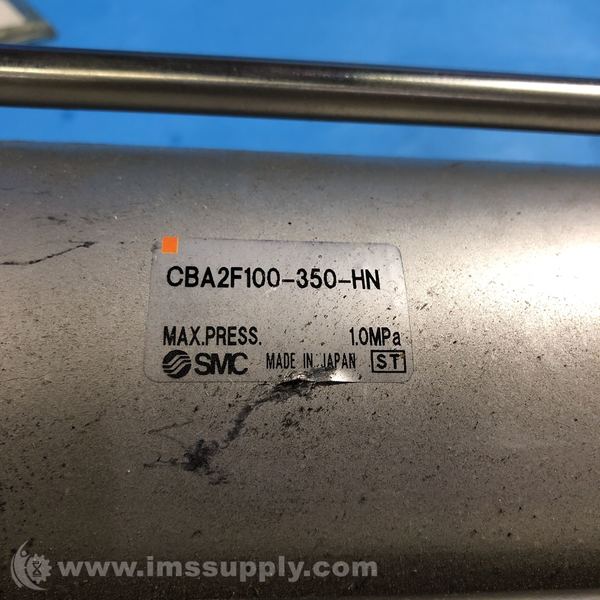 CBA2F100-350-HN
MAX.PRESS. 1.0MPa
SMC MADE IN JAPAN ST
www.imssupply.com